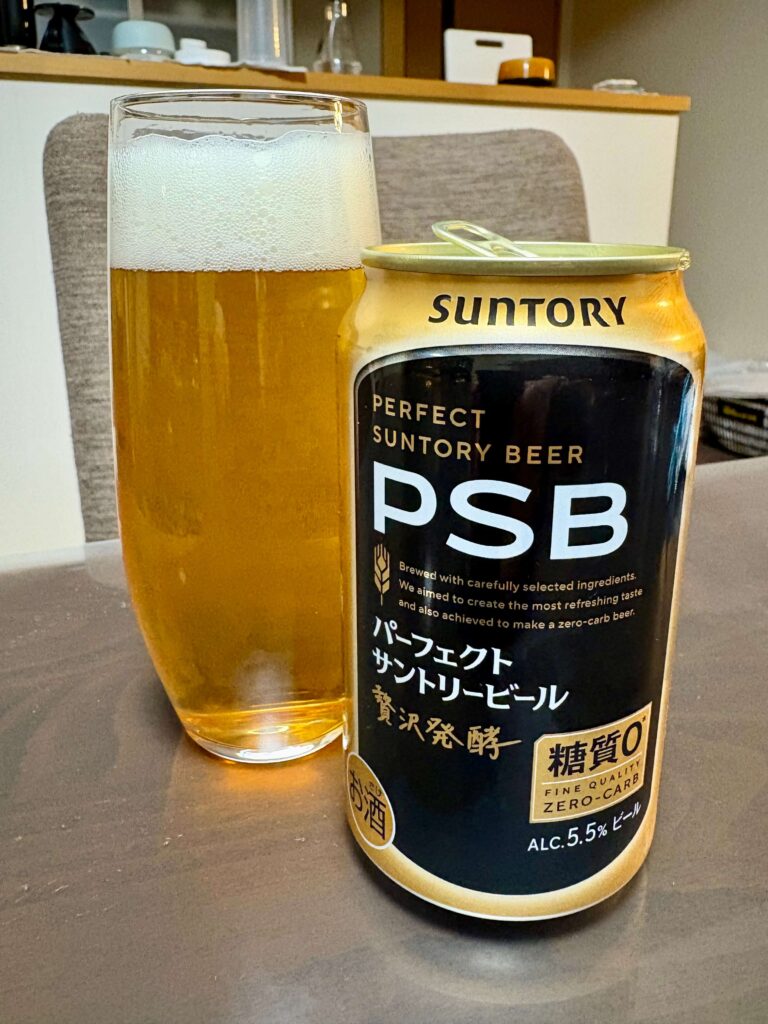 SUNTORY
PERFECT
SUNTORY BEER
PSB
Brewed with carefully selected ingredients.
We aimed to create the most refreshing taste
and also achieved to make a zero-carb beer.
パーフェクト
サントリービール
贅沢発酵
糖質0*
FINE QUALITY
ZERO-CARB
おさけ
お酒
ALC.5.5% ビール